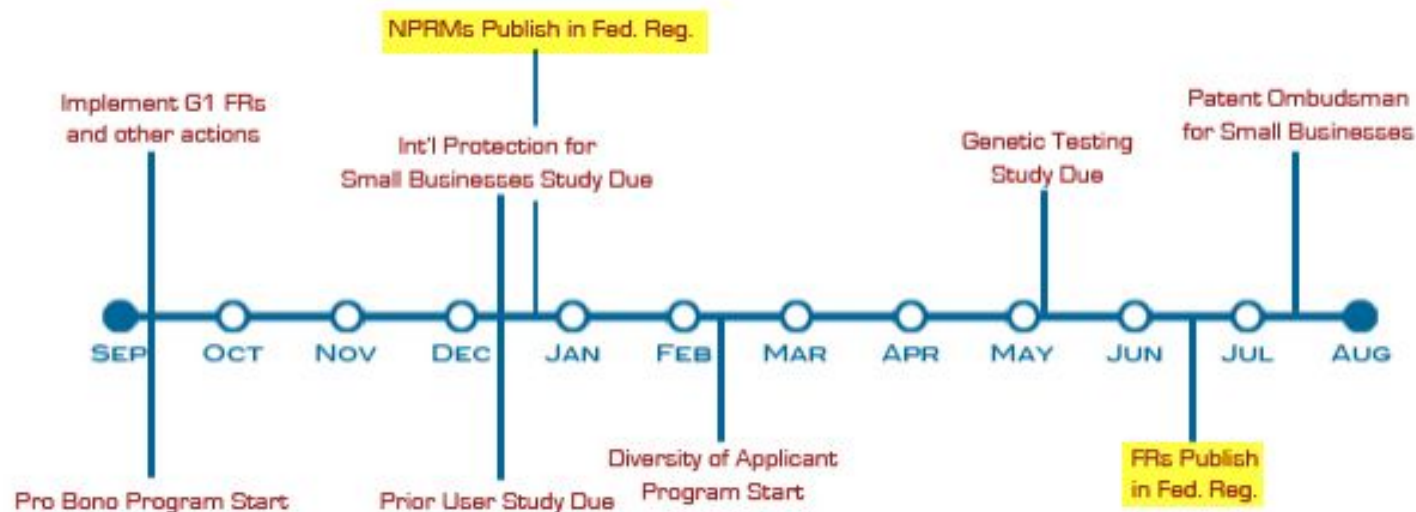 NPRMs Publish in Fed. Reg.
Implement G1 FRs
and other actions
Int'l Protection for
Small Businesses Study Due
Genetic Testing
Study Due
Patent Ombudsman
for Small Businesses
SEP OCT NOV DEC JAN FEB MAR APR MAY JUN JUL AUG
Pro Bono Program Start
Prior User Study Due
Diversity of Applicant
Program Start
FRs Publish
in Fed. Reg.